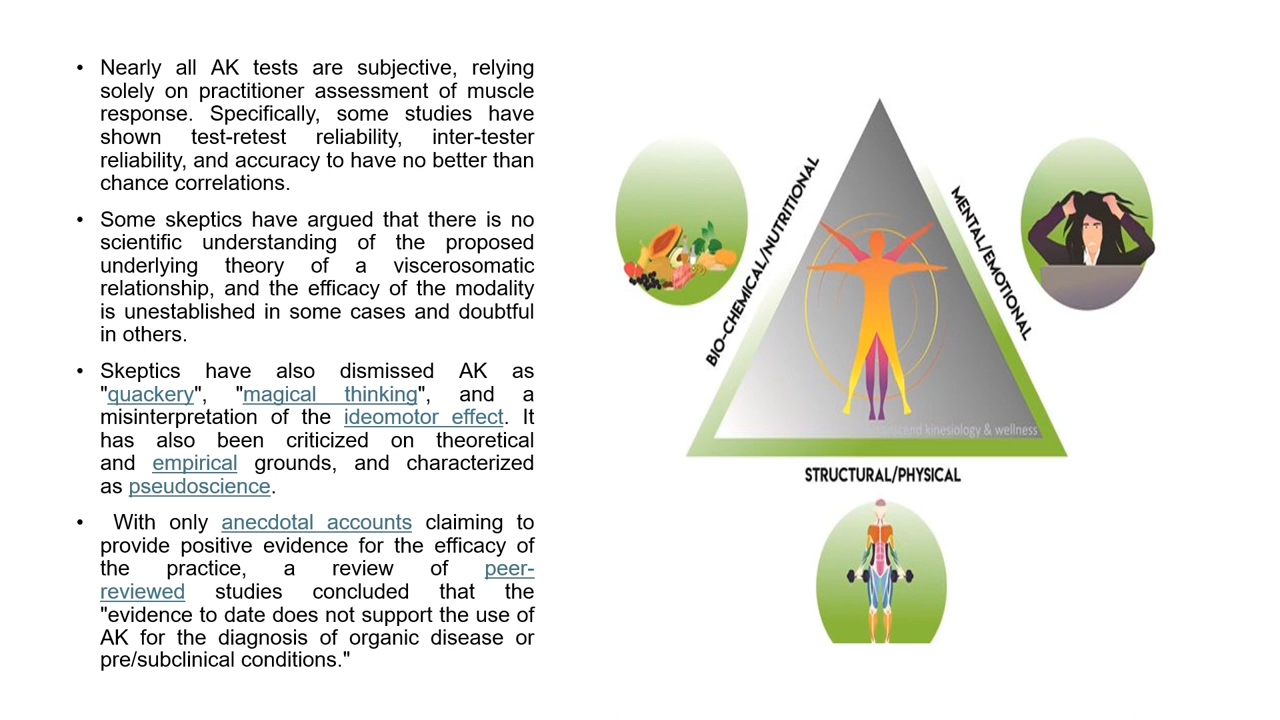 • Nearly all AK tests are subjective, relying
solely on practitioner assessment of muscle
response. Specifically, some studies have
shown test-retest reliability, inter-tester
reliability, and accuracy to have no better than
chance correlations.
• Some skeptics have argued that there is no
scientific understanding of the proposed
underlying theory of a viscerosomatic
relationship, and the efficacy of the modality
is unestablished in some cases and doubtful
in others.
• Skeptics have also dismissed AK as
"quackery", "magical thinking", and a
misinterpretation of the ideomotor effect. It
has also been criticized on theoretical
and empirical grounds, and characterized
as pseudoscience.
• With only anecdotal accounts claiming to
provide positive evidence for the efficacy of
the practice, a review of peer-
reviewed studies concluded that the
"evidence to date does not support the use of
AK for the diagnosis of organic disease or
pre/subclinical conditions."
BIO-CHEMICAL/NUTRITIONAL
MENTAL/EMOTIONAL
kinesiology & wellness
STRUCTURAL/PHYSICAL